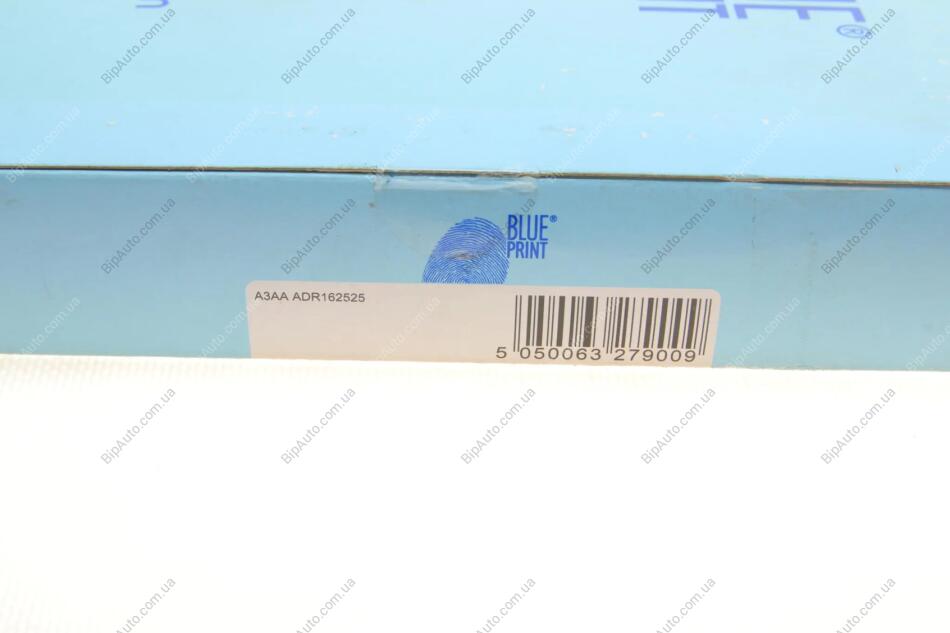 BLUE®
PRINT
A3AA ADR162525
5 050063 279009
BipAuto.com.ua